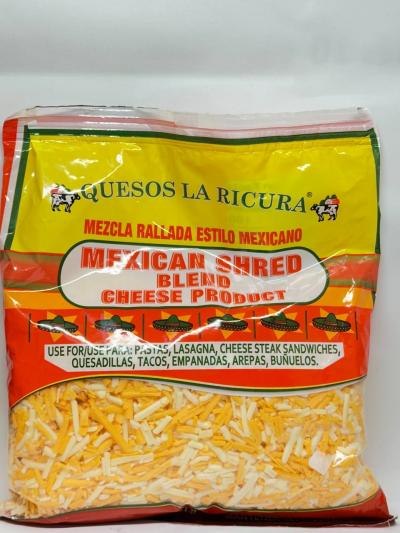 QUESOS LA RICURA®
MEZCLA RALLADA ESTILO MEXICANO
MEXICAN SHRED
BLEND
CHEESE PRODUCT
USE FOR/USE PARA: PASTAS, LASAGNA, CHEESE STEAK SANDWICHES,
QUESADILLAS, TACOS, EMPANADAS, AREPAS, BUÑUELOS.